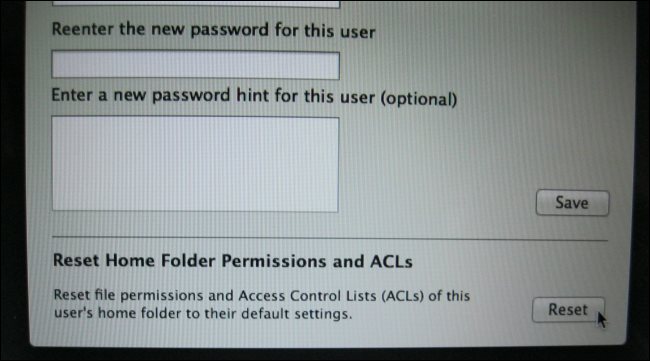 Reenter the new password for this user
Enter a new password hint for this user (optional)
Save
Reset Home Folder Permissions and ACLs
Reset file permissions and Access Control Lists (ACLs) of this
user's home folder to their default settings.
Reset